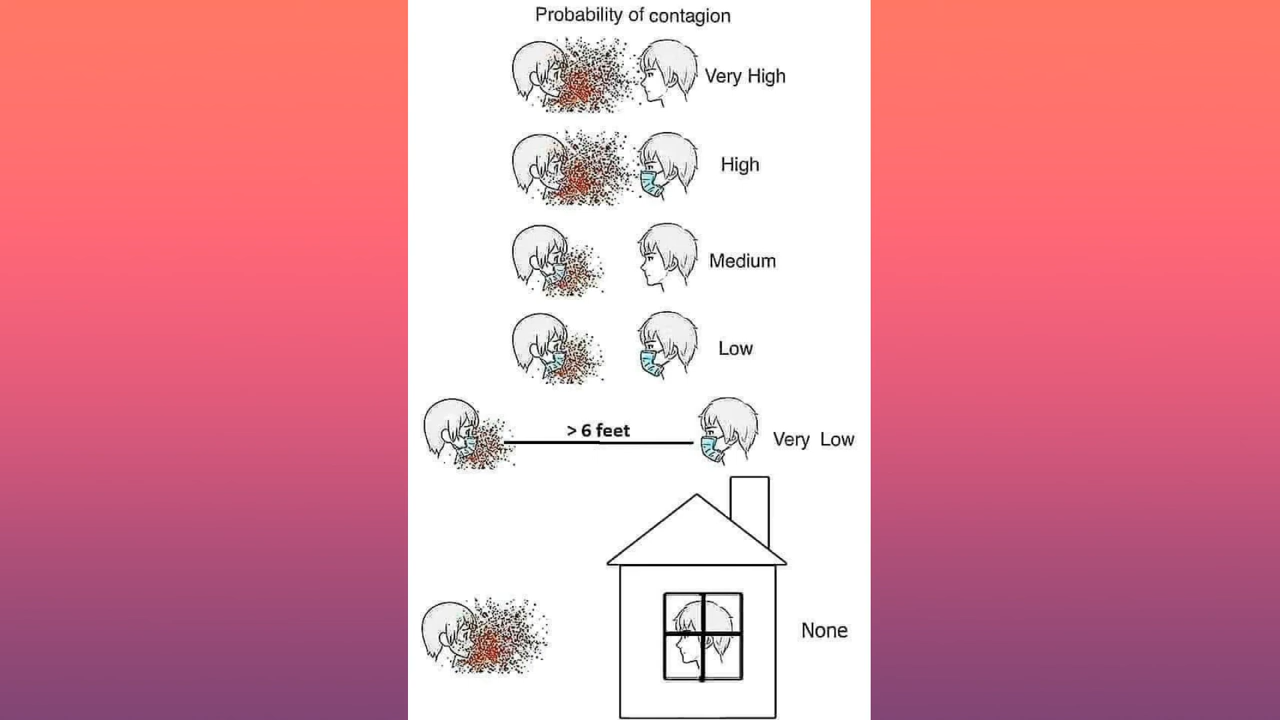 Probability of contagion
Very High
High
Medium
Low
> 6 feet
Very Low
None